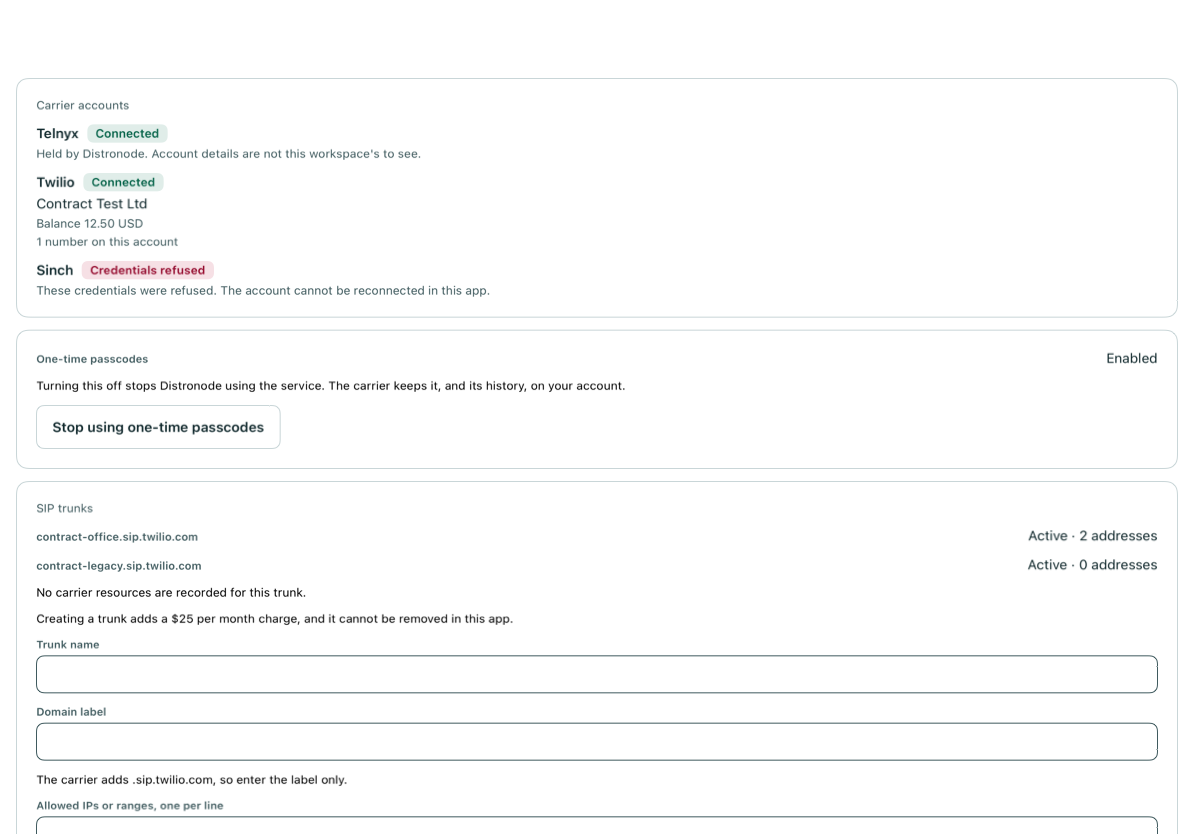 Carrier accounts
Telnyx Connected
Held by Distronode. Account details are not this workspace's to see.
Twilio Connected
Contract Test Ltd
Balance 12.50 USD
1 number on this account
Sinch Credentials refused
These credentials were refused. The account cannot be reconnected in this app.
One-time passcodes Enabled
Turning this off stops Distronode using the service. The carrier keeps it, and its history, on your account.
Stop using one-time passcodes
SIP trunks
contract-office.sip.twilio.com Active · 2 addresses
contract-legacy.sip.twilio.com Active · 0 addresses
No carrier resources are recorded for this trunk.
Creating a trunk adds a $25 per month charge, and it cannot be removed in this app.
Trunk name
Domain label
The carrier adds .sip.twilio.com, so enter the label only.
Allowed IPs or ranges, one per line